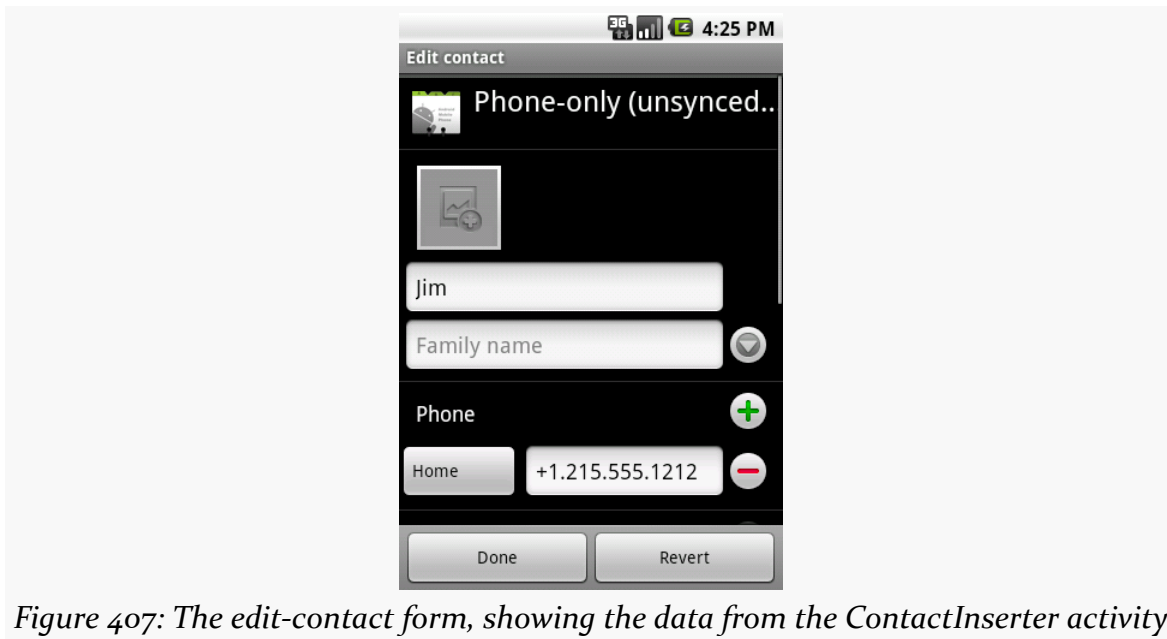 3G 4:25 PM
Edit contact
Phone-only (unsynced..
Jim
Family name
Phone
Home +1.215.555.1212
Done Revert
Figure 407: The edit-contact form, showing the data from the ContactInserter activity